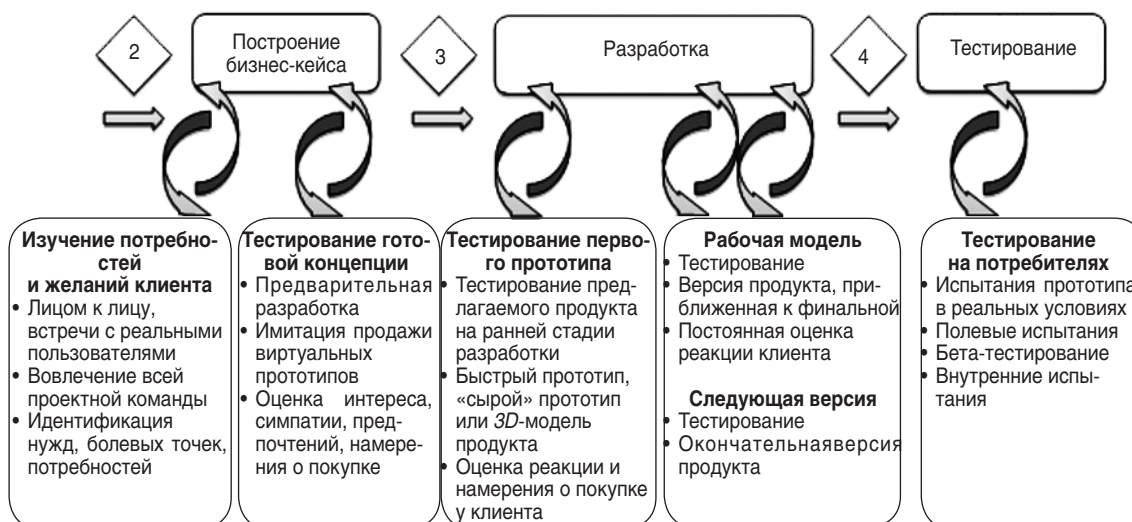 2
Построение
бизнес-кейса
3
Разработка
4
Тестирование
Изучение потребно-
стей
и желаний клиента
• Лицом к лицу,
встречи с реальными
пользователями
• Вовлечение всей
проектной команды
• Идентификация
нужд, болевых точек,
потребностей
Тестирование гото-
вой концепции
• Предварительная
разработка
• Имитация продажи
виртуальных
прототипов
• Оценка интереса,
симпатии, пред-
почтений, намере-
ния о покупке
Тестирование перво-
го прототипа
• Тестирование пред-
лагаемого продукта
на ранней стадии
разработки
• Быстрый прототип,
«сырой» прототип
или 3D-модель
продукта
• Оценка реакции и
намерения о покупке
у клиента
Рабочая модель
• Тестирование
• Версия продукта, при-
ближенная к финальной
• Постоянная оценка
реакции клиента
Следующая версия
• Тестирование
• Окончательнаяверсия
продукта
Тестирование
на потребителях
• Испытания прототипа
в реальных условиях
• Полевые испытания
• Бета-тестирование
• Внутренние испы-
тания